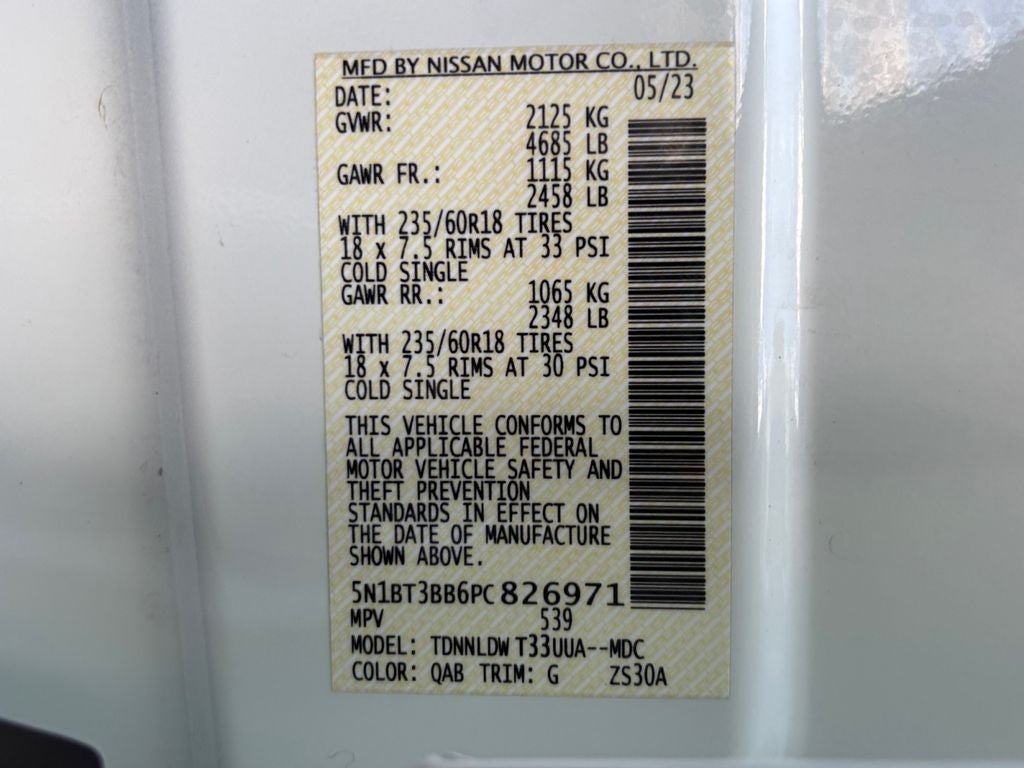 MFD BY NISSAN MOTOR CO., LTD.
DATE: 05/23
GVWR: 2125 KG
4685 LB
GAWR FR.: 1115 KG
2458 LB
WITH 235/60R18 TIRES
18 x 7.5 RIMS AT 33 PSI
COLD SINGLE
GAWR RR.: 1065 KG
2348 LB
WITH 235/60R18 TIRES
18 x 7.5 RIMS AT 30 PSI
COLD SINGLE
THIS VEHICLE CONFORMS TO
ALL APPLICABLE FEDERAL
MOTOR VEHICLE SAFETY AND
THEFT PREVENTION
STANDARDS IN EFFECT ON
THE DATE OF MANUFACTURE
SHOWN ABOVE.
5N1BT3BB6PC826971
MPV 539
MODEL: TDNNLDW T33UUA--MDC
COLOR: QAB TRIM: G ZS30A